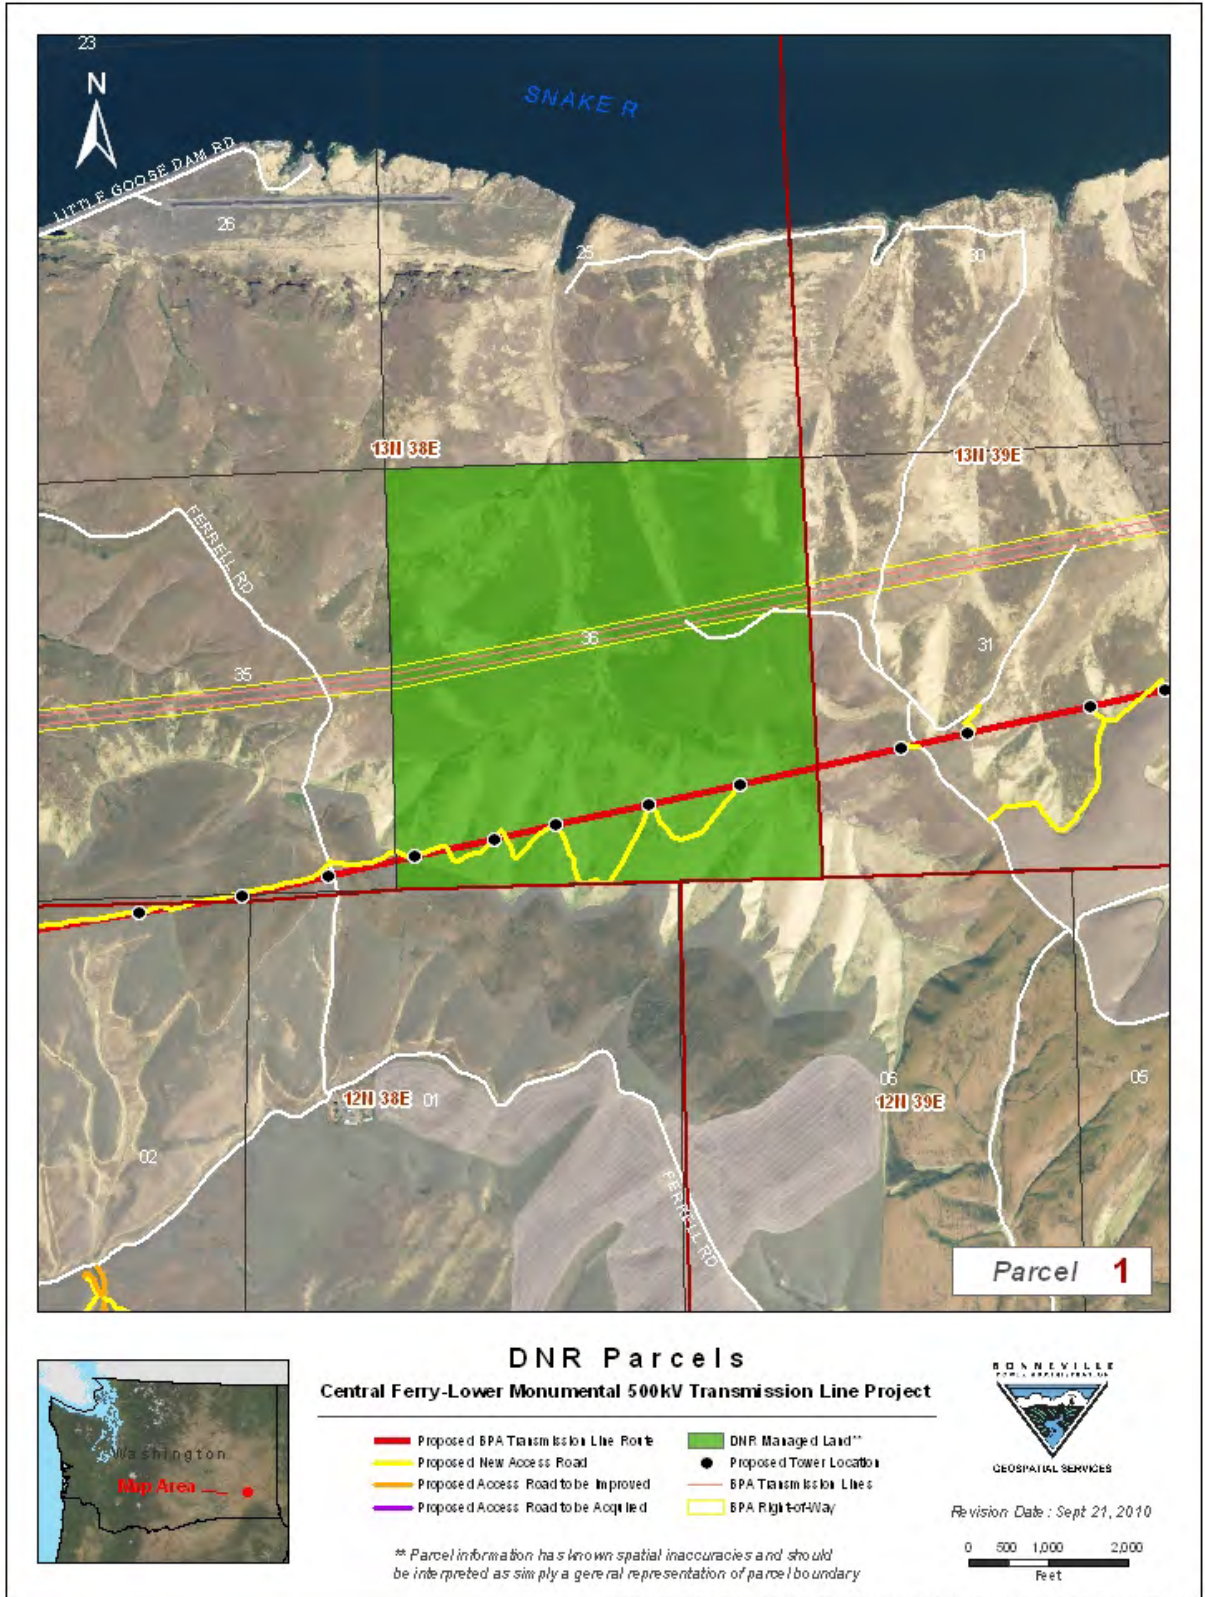 23
N
SNAKE R
LITTLE GOOSE DAM RD
26
25
30
13N 38E
13N 39E
FERRELL RD
36
31
35
12N 38E 01
06
12N 39E
05
02
FERRELL RD
Parcel 1
DNR Parcels
Central Ferry-Lower Monumental 500kV Transmission Line Project
Proposed BPA Transmission Line Route
Proposed New Access Road
Proposed Access Road to be Improved
Proposed Access Road to be Acquired
DNR Managed Land**
Proposed Tower Location
BPA Transmission Lines
BPA Right-of-Way
Washington
Map Area
BONNEVILLE
POWER ADMINISTRATION
GEOSPATIAL SERVICES
Revision Date: Sept 21, 2010
0 500 1,000 2,000
Feet
** Parcel information has known spatial inaccuracies and should
be interpreted as simply a general representation of parcel boundary